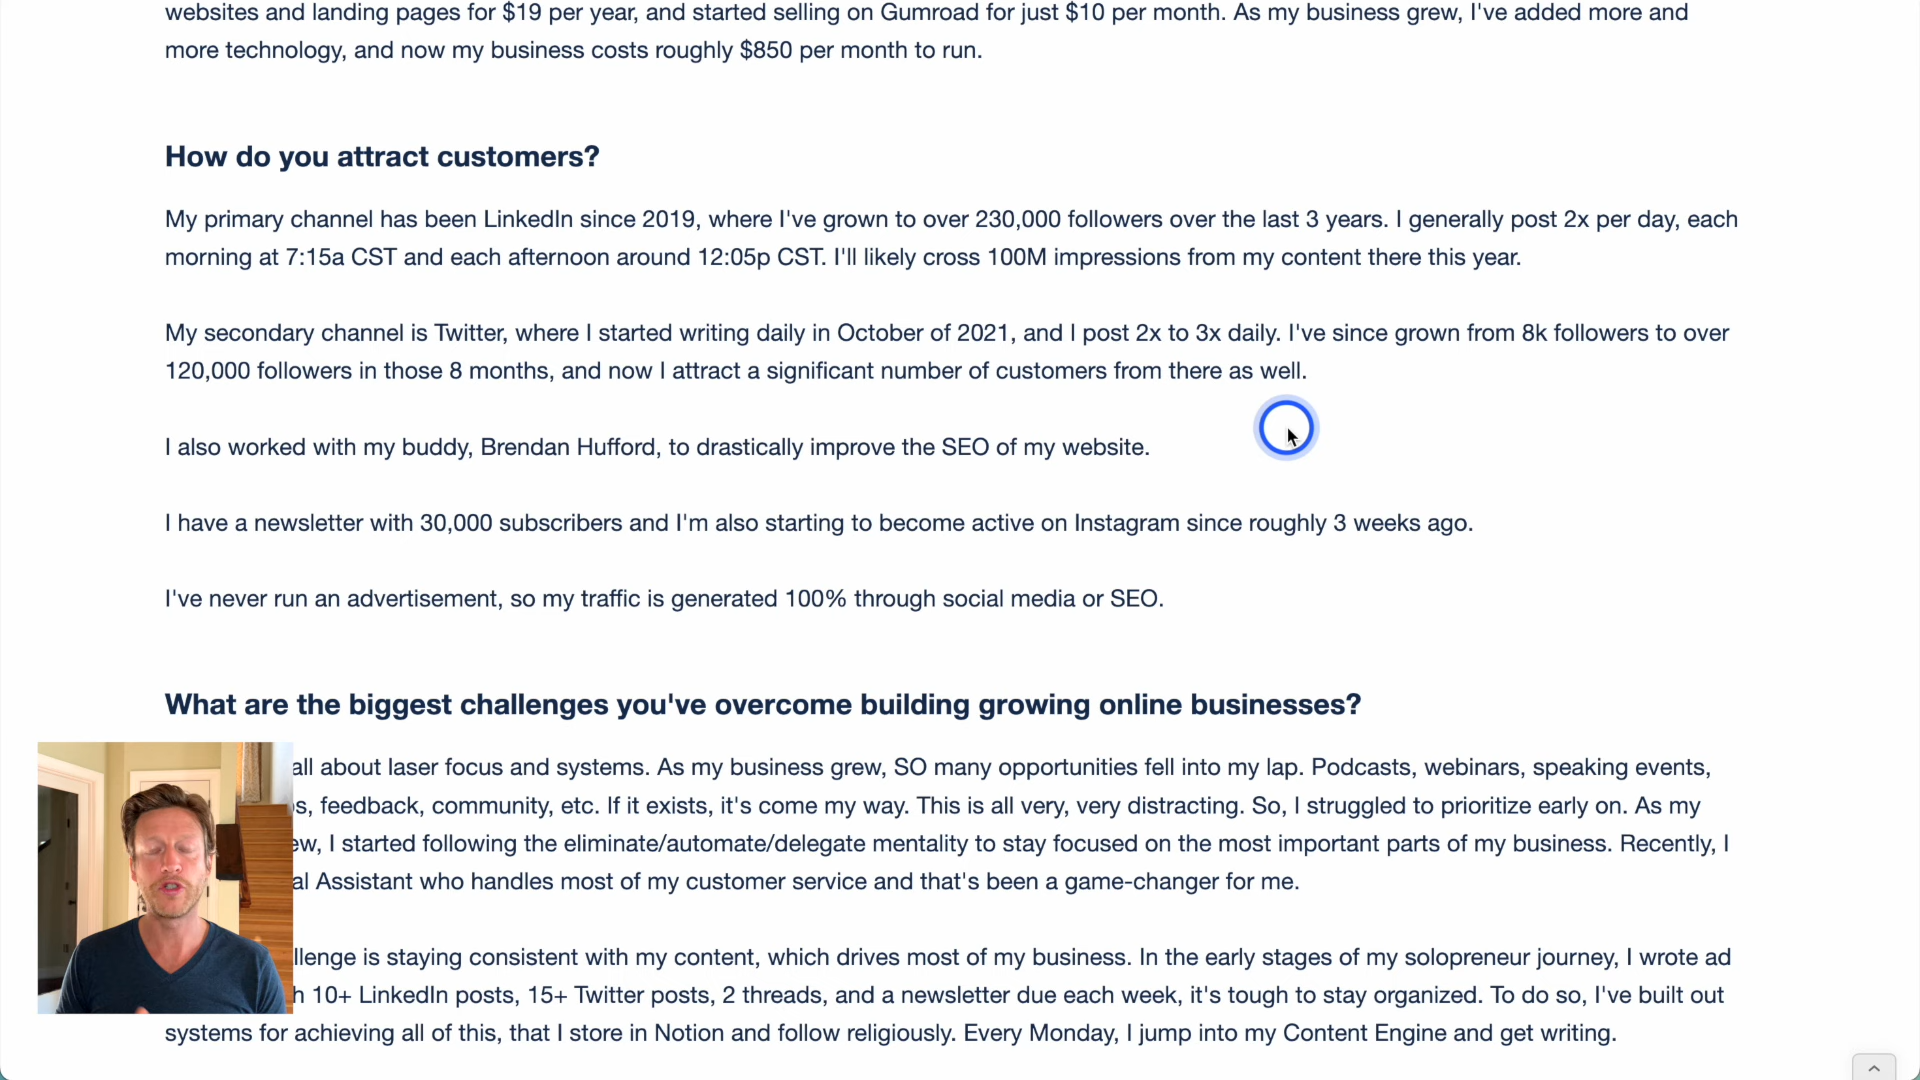 websites and landing pages for $19 per year, and started selling on Gumroad for just $10 per month. As my business grew, I've added more and
more technology, and now my business costs roughly $850 per month to run.
How do you attract customers?
My primary channel has been LinkedIn since 2019, where I've grown to over 230,000 followers over the last 3 years. I generally post 2x per day, each
morning at 7:15a CST and each afternoon around 12:05p CST. I'll likely cross 100M impressions from my content there this year.
My secondary channel is Twitter, where I started writing daily in October of 2021, and I post 2x to 3x daily. I've since grown from 8k followers to over
120,000 followers in those 8 months, and now I attract a significant number of customers from there as well.
I also worked with my buddy, Brendan Hufford, to drastically improve the SEO of my website.
I have a newsletter with 30,000 subscribers and I'm also starting to become active on Instagram since roughly 3 weeks ago.
I've never run an advertisement, so my traffic is generated 100% through social media or SEO.
What are the biggest challenges you've overcome building growing online businesses?
all about laser focus and systems. As my business grew, SO many opportunities fell into my lap. Podcasts, webinars, speaking events,
s, feedback, community, etc. If it exists, it's come my way. This is all very, very distracting. So, I struggled to prioritize early on. As my
ew, I started following the eliminate/automate/delegate mentality to stay focused on the most important parts of my business. Recently, I
al Assistant who handles most of my customer service and that's been a game-changer for me.
llenge is staying consistent with my content, which drives most of my business. In the early stages of my solopreneur journey, I wrote ad
h 10+ LinkedIn posts, 15+ Twitter posts, 2 threads, and a newsletter due each week, it's tough to stay organized. To do so, I've built out
systems for achieving all of this, that I store in Notion and follow religiously. Every Monday, I jump into my Content Engine and get writing.